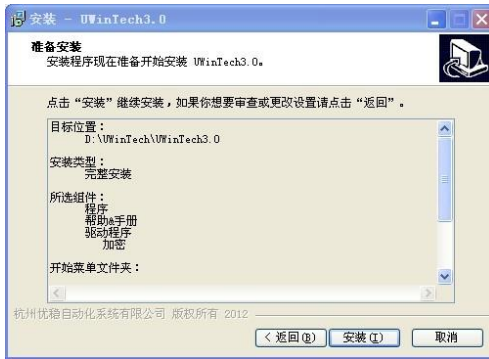 安装 - UWinTech3.0
准备安装
安装程序现在准备开始安装 UWinTech3.0。
点击“安装”继续安装，如果你想要审查或更改设置请点击“返回”。
目标位置：
D:\UWinTech\UWinTech3.0
安装类型：
完整安装
所选组件：
程序
帮助&手册
驱动程序
加密
开始菜单文件夹：
杭州优稳自动化系统有限公司 版权所有 2012
< 返回(B)
安装(I)
取消